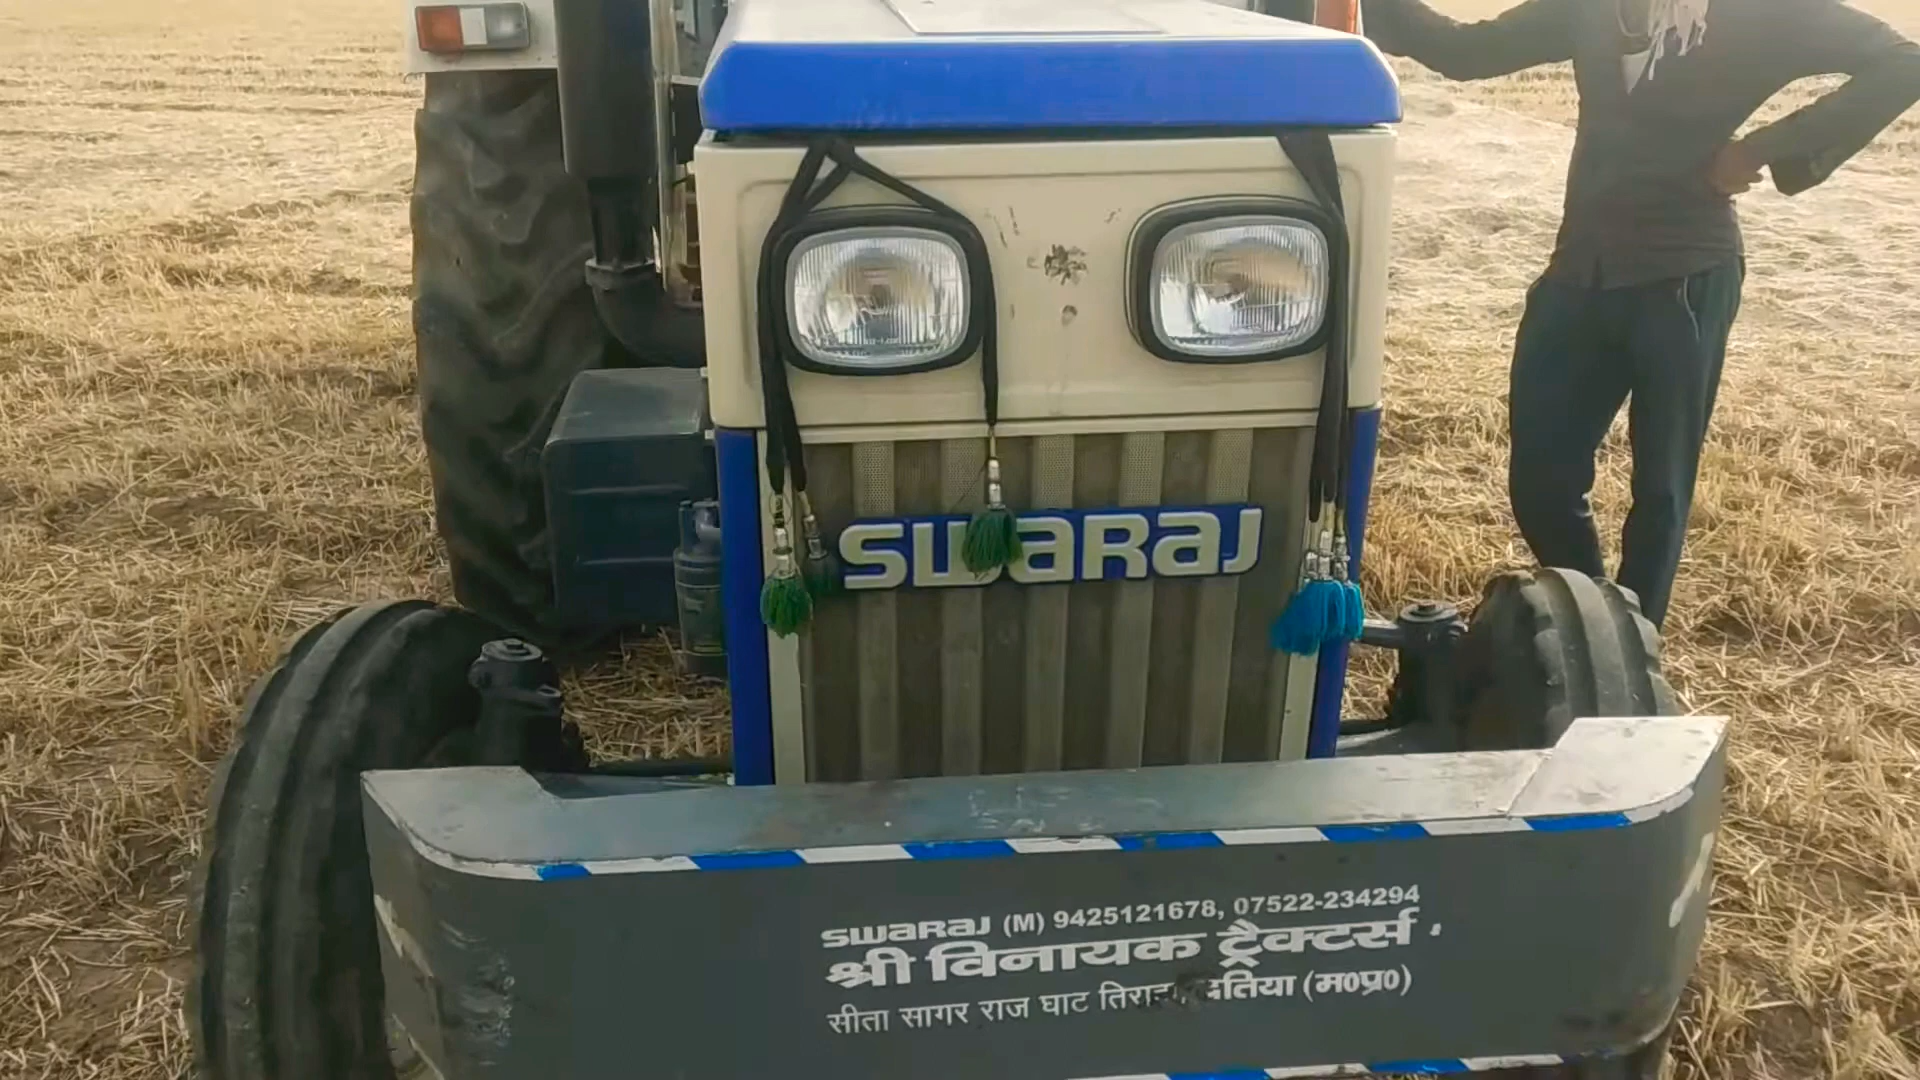 SWARAJ
SWARAJ (M) 9425121678, 07522-234294
श्री विनायक ट्रैक्टर्स
सीता सागर राज घाट तिराहा, दतिया (म०प्र०)